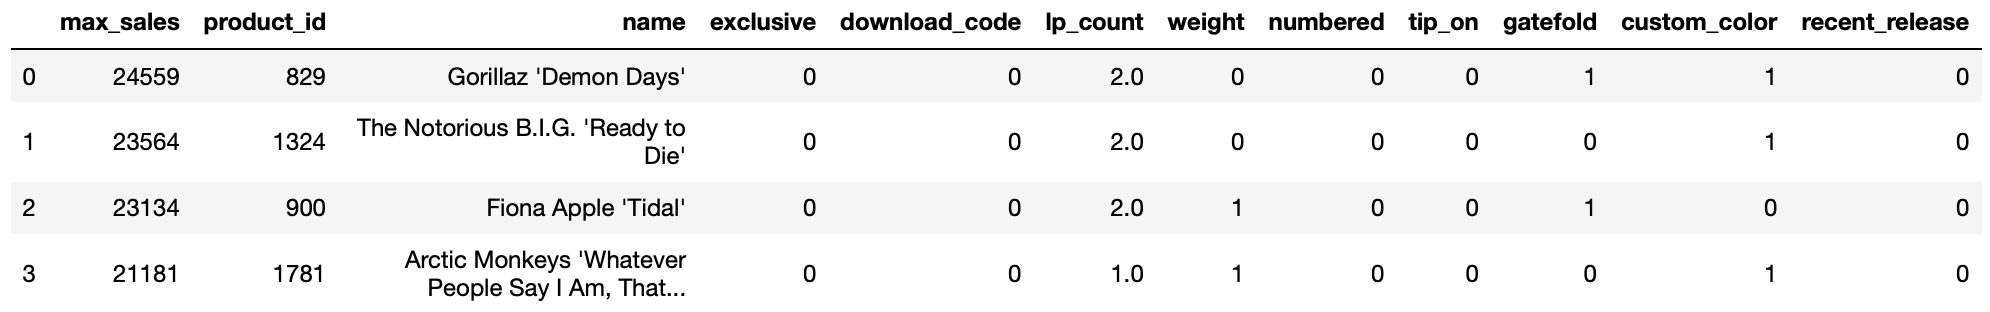 max_sales product_id name exclusive download_code lp_count weight numbered tip_on gatefold custom_color recent_release
0 24559 829 Gorillaz 'Demon Days' 0 0 2.0 0 0 0 1 1 0
1 23564 1324 The Notorious B.I.G. 'Ready to
Die' 0 0 2.0 0 0 0 0 1 0
2 23134 900 Fiona Apple 'Tidal' 0 0 2.0 1 0 0 1 0 0
3 21181 1781 Arctic Monkeys 'Whatever
People Say I Am, That... 0 0 1.0 1 0 0 0 1 0